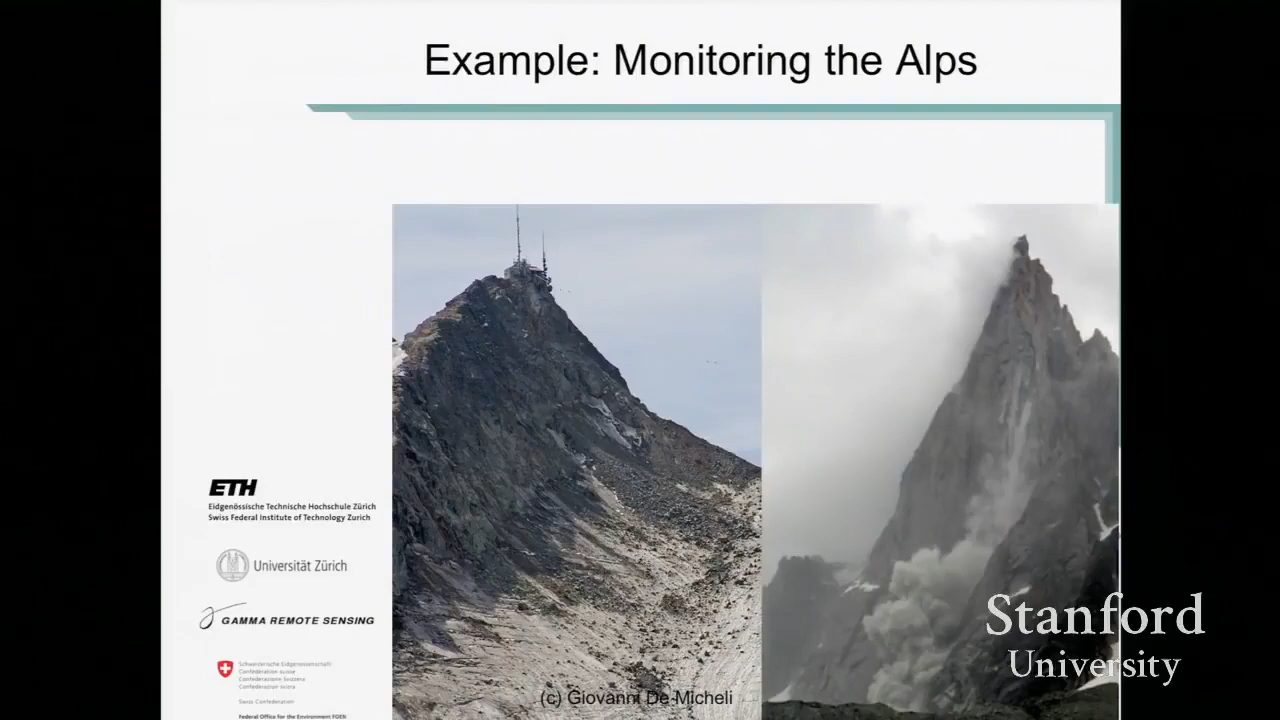 Example: Monitoring the Alps
ETH
Eidgenössische Technische Hochschule Zürich
Swiss Federal Institute of Technology Zurich
Universität Zürich
GAMMA REMOTE SENSING
Schweizerische Eidgenossenschaft
Confédération suisse
Confederazione Svizzera
Confederaziun svizra
Swiss Confederation
Federal Office for the Environment FOEN
(c) Giovanni De Micheli
Stanford
University